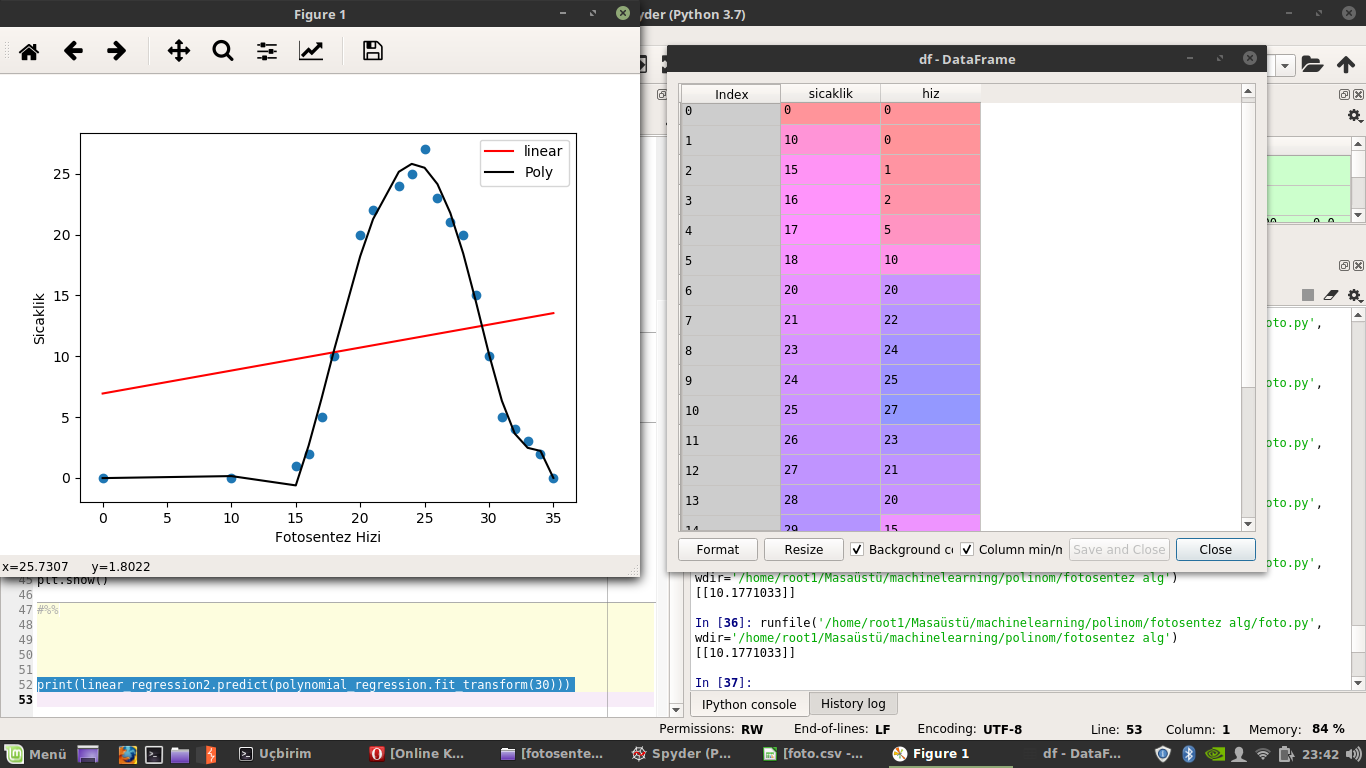 Figure 1
yder (Python 3.7)
df - DataFrame
linear
Poly
25
20
15
10
5
0
Sicaklik
0 5 10 15 20 25 30 35
Fotosentez Hizi
x=25.7307 y=1.8022
Index sicaklik hiz
0 0 0
1 10 0
2 15 1
3 16 2
4 17 5
5 18 10
6 20 20
7 21 22
8 23 24
9 24 25
10 25 27
11 26 23
12 27 21
13 28 20
14 29 15
Format Resize Background co Column min/n Save and Close Close
oto.py',
oto.py',
oto.py',
oto.py',
oto.py',
wdir='/home/root1/Masaüstü/machinelearning/polinom/fotosentez alg')
[[10.1771033]]
In [36]: runfile('/home/root1/Masaüstü/machinelearning/polinom/fotosentez alg/foto.py',
wdir='/home/root1/Masaüstü/machinelearning/polinom/fotosentez alg')
[[10.1771033]]
In [37]:
45 plt.show()
46
47 #%%
48
49
50
51
52 print(linear_regression2.predict(polynomial_regression.fit_transform(30)))
53
IPython console History log
Permissions: RW End-of-lines: LF Encoding: UTF-8 Line: 53 Column: 1 Memory: 84 %
Menü Uçbirim [Online K... [fotosente... Spyder (P... [foto.csv -... Figure 1 df - DataF... 23:42